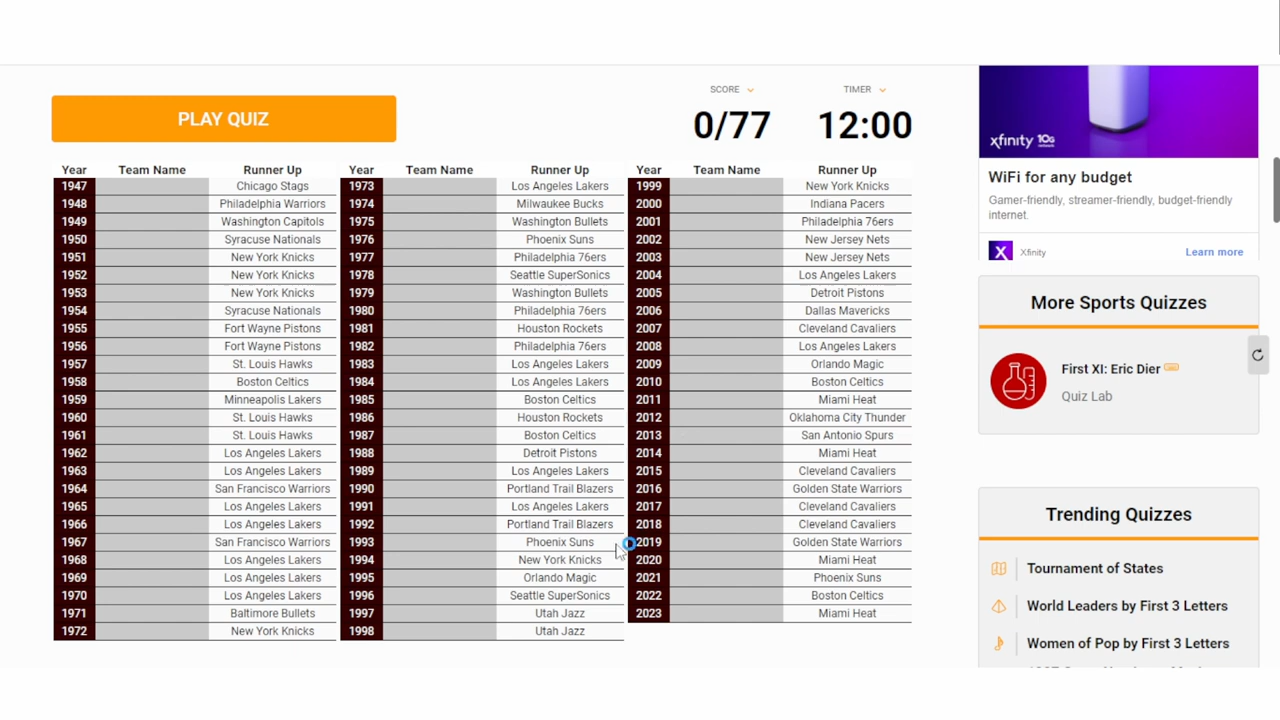 PLAY QUIZ
SCORE
TIMER
0/77
12:00
Year Team Name Runner Up Year Team Name Runner Up Year Team Name Runner Up
1947 Chicago Stags 1973 Los Angeles Lakers 1999 New York Knicks
1948 Philadelphia Warriors 1974 Milwaukee Bucks 2000 Indiana Pacers
1949 Washington Capitols 1975 Washington Bullets 2001 Philadelphia 76ers
1950 Syracuse Nationals 1976 Phoenix Suns 2002 New Jersey Nets
1951 New York Knicks 1977 Philadelphia 76ers 2003 New Jersey Nets
1952 New York Knicks 1978 Seattle SuperSonics 2004 Los Angeles Lakers
1953 New York Knicks 1979 Washington Bullets 2005 Detroit Pistons
1954 Syracuse Nationals 1980 Philadelphia 76ers 2006 Dallas Mavericks
1955 Fort Wayne Pistons 1981 Houston Rockets 2007 Cleveland Cavaliers
1956 Fort Wayne Pistons 1982 Philadelphia 76ers 2008 Los Angeles Lakers
1957 St. Louis Hawks 1983 Los Angeles Lakers 2009 Orlando Magic
1958 Boston Celtics 1984 Los Angeles Lakers 2010 Boston Celtics
1959 Minneapolis Lakers 1985 Boston Celtics 2011 Miami Heat
1960 St. Louis Hawks 1986 Houston Rockets 2012 Oklahoma City Thunder
1961 St. Louis Hawks 1987 Boston Celtics 2013 San Antonio Spurs
1962 Los Angeles Lakers 1988 Detroit Pistons 2014 Miami Heat
1963 Los Angeles Lakers 1989 Los Angeles Lakers 2015 Cleveland Cavaliers
1964 San Francisco Warriors 1990 Portland Trail Blazers 2016 Golden State Warriors
1965 Los Angeles Lakers 1991 Los Angeles Lakers 2017 Cleveland Cavaliers
1966 Los Angeles Lakers 1992 Portland Trail Blazers 2018 Cleveland Cavaliers
1967 San Francisco Warriors 1993 Phoenix Suns 2019 Golden State Warriors
1968 Los Angeles Lakers 1994 New York Knicks 2020 Miami Heat
1969 Los Angeles Lakers 1995 Orlando Magic 2021 Phoenix Suns
1970 Los Angeles Lakers 1996 Seattle SuperSonics 2022 Boston Celtics
1971 Baltimore Bullets 1997 Utah Jazz 2023 Miami Heat
1972 New York Knicks 1998 Utah Jazz
xfinity 10G
network
WiFi for any budget
Gamer-friendly, streamer-friendly, budget-friendly
internet.
Xfinity Learn more
More Sports Quizzes
First XI: Eric Dier
Quiz Lab
Trending Quizzes
Tournament of States
World Leaders by First 3 Letters
Women of Pop by First 3 Letters